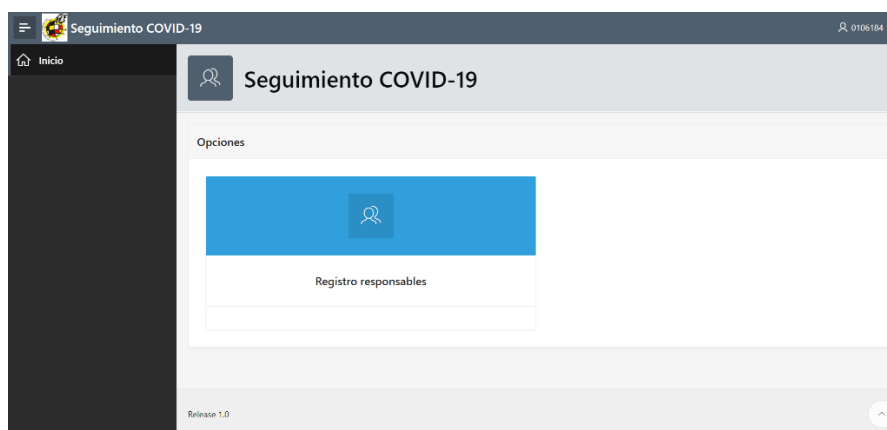 Seguimiento COVID-19
0106184
Inicio
Seguimiento COVID-19
Opciones
Registro responsables
Release 1.0